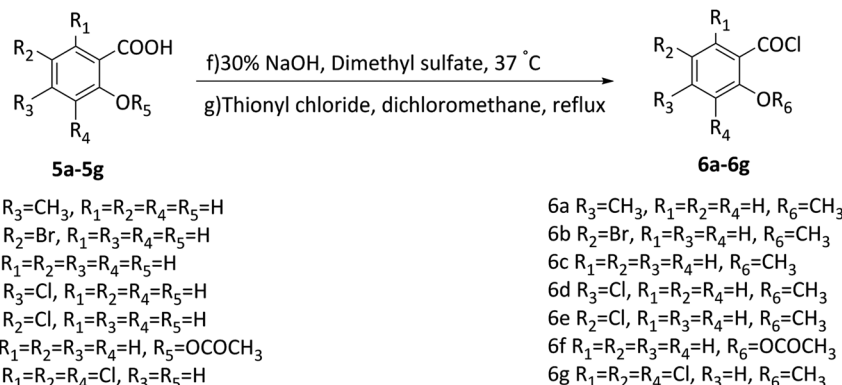 R₁
R₂
COOH
R₃
OR₅
R₄
5a-5g
f)30% NaOH, Dimethyl sulfate, 37 °C
g)Thionyl chloride, dichloromethane, reflux
R₁
R₂
COCl
R₃
OR₆
R₄
6a-6g
R₃=CH₃, R₁=R₂=R₄=R₅=H
R₂=Br, R₁=R₃=R₄=R₅=H
R₁=R₂=R₃=R₄=R₅=H
R₃=Cl, R₁=R₂=R₄=R₅=H
R₂=Cl, R₁=R₃=R₄=R₅=H
R₁=R₂=R₃=R₄=H, R₅=OCOCH₃
R₁=R₂=R₄=Cl, R₃=R₅=H
6a R₃=CH₃, R₁=R₂=R₄=H, R₆=CH₃
6b R₂=Br, R₁=R₃=R₄=H, R₆=CH₃
6c R₁=R₂=R₃=R₄=H, R₆=CH₃
6d R₃=Cl, R₁=R₂=R₄=H, R₆=CH₃
6e R₂=Cl, R₁=R₃=R₄=H, R₆=CH₃
6f R₁=R₂=R₃=R₄=H, R₆=OCOCH₃
6g R₁=R₂=R₄=Cl, R₃=H, R₆=CH₃